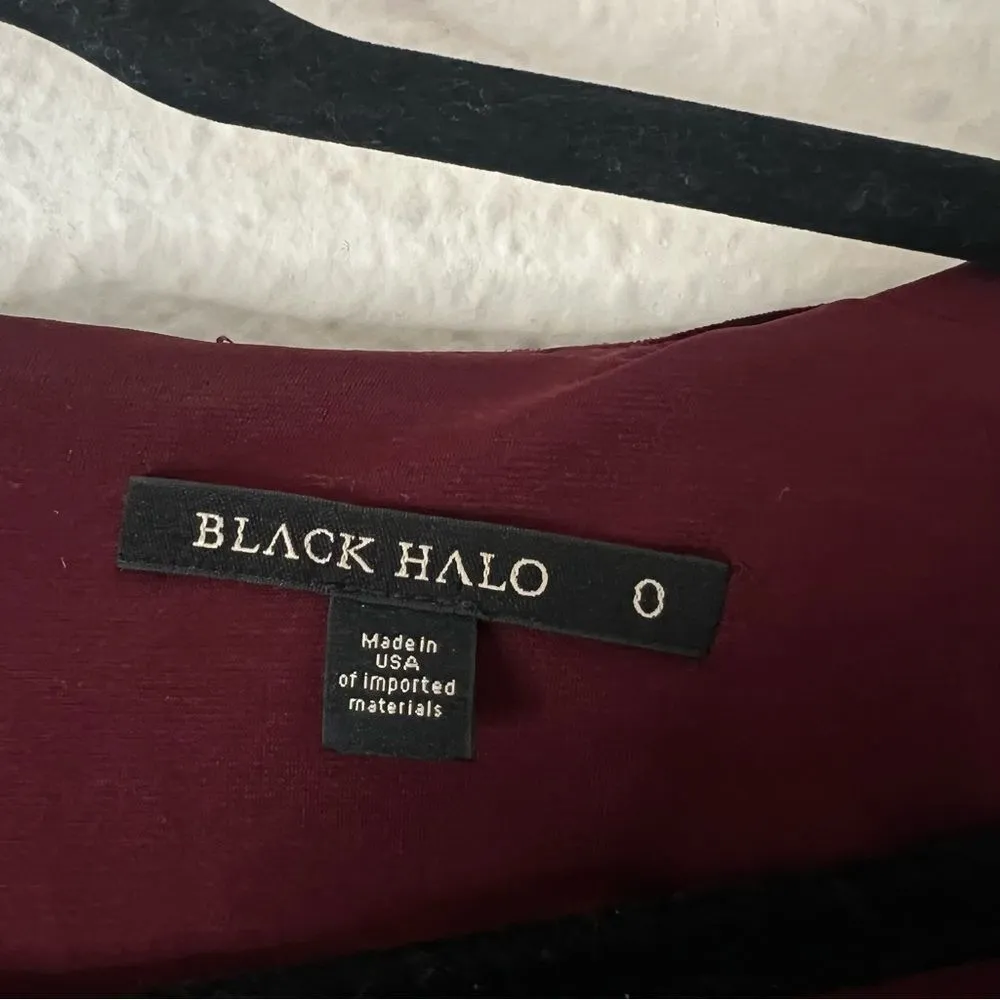 BLACK HALO 0
Made in
USA
of imported
materials